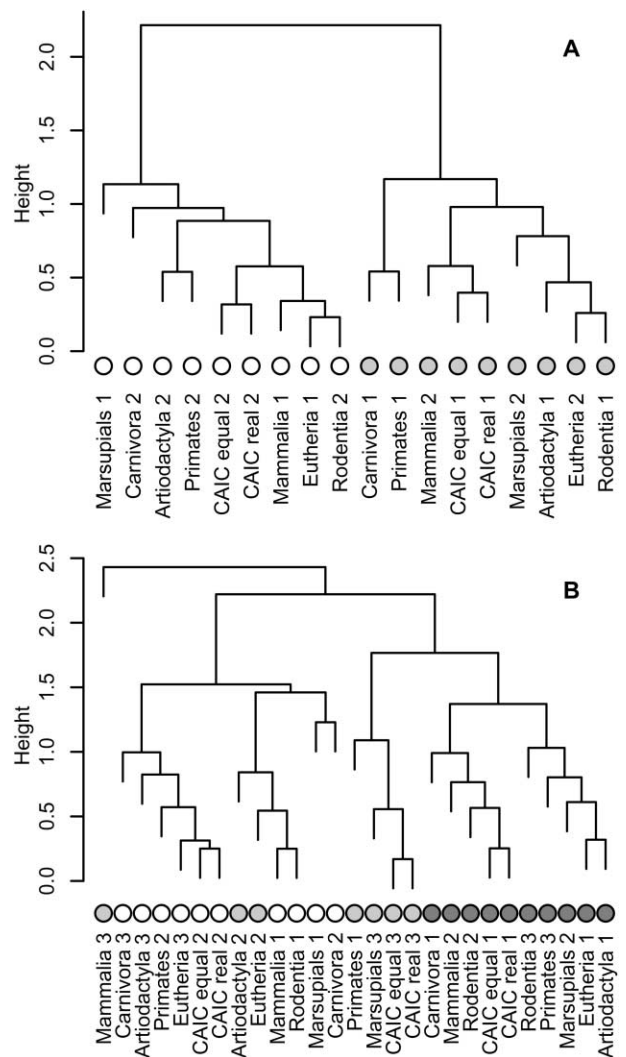 A
Height
2.0
1.5
1.0
0.5
0.0
Marsupials 1
Carnivora 2
Artiodactyla 2
Primates 2
CAIC equal 2
CAIC real 2
Mammalia 1
Eutheria 1
Rodentia 2
Carnivora 1
Primates 1
Mammalia 2
CAIC equal 1
CAIC real 1
Marsupials 2
Artiodactyla 1
Eutheria 2
Rodentia 1
B
Height
2.5
2.0
1.5
1.0
0.5
0.0
Mammalia 3
Carnivora 3
Artiodactyla 3
Primates 2
Eutheria 3
CAIC equal 2
CAIC real 2
Artiodactyla 2
Eutheria 2
Mammalia 1
Rodentia 1
Marsupials 1
Carnivora 2
Primates 1
Marsupials 3
CAIC equal 3
CAIC real 3
Carnivora 1
Mammalia 2
Rodentia 2
CAIC equal 1
CAIC real 1
Rodentia 3
Primates 3
Marsupials 2
Eutheria 1
Artiodactyla 1